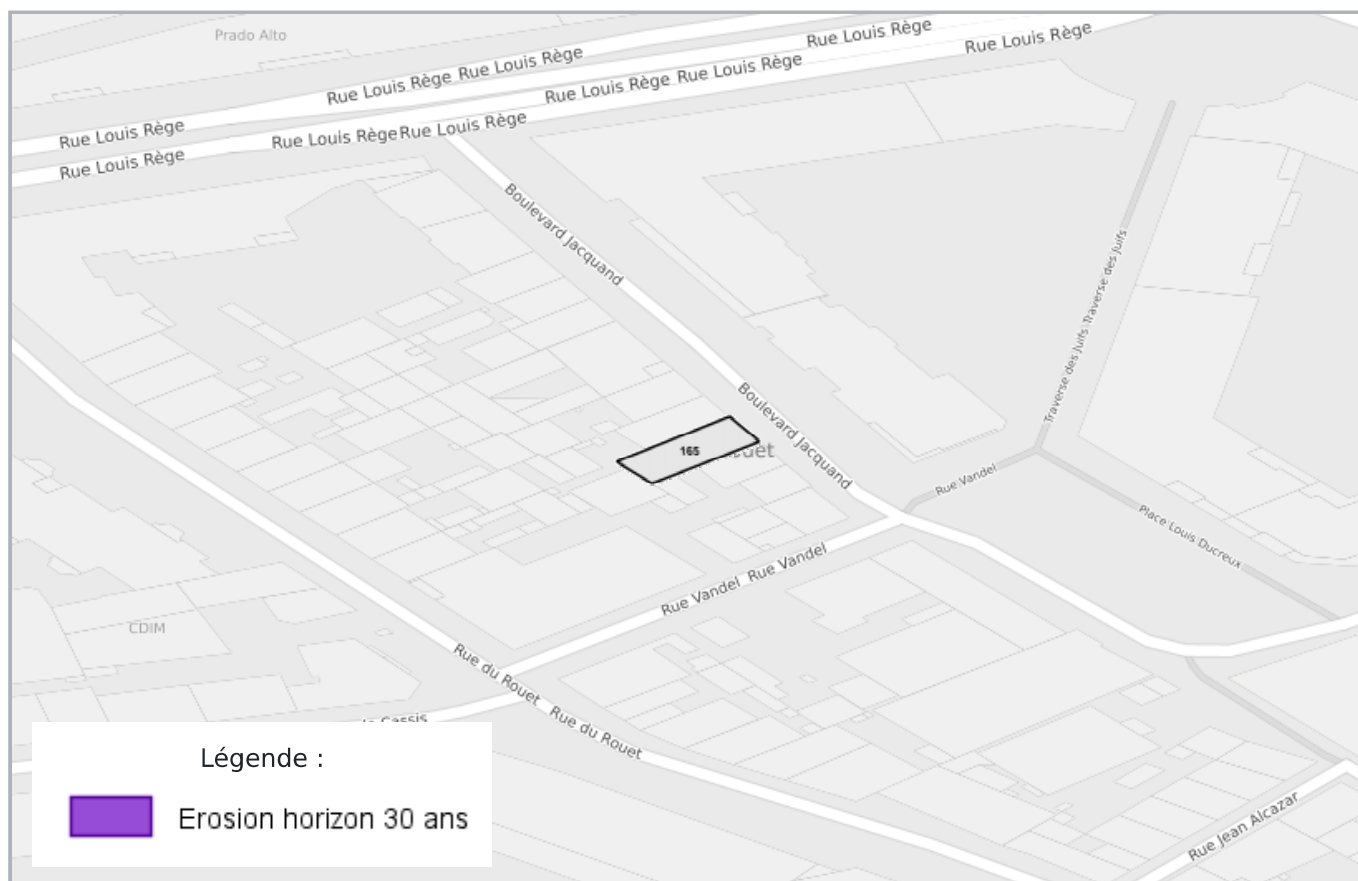 Prado Alto
Rue Louis Rège
Rue Louis Rège
Rue Louis Rège
Rue Louis Rège
Rue Louis Rège
Rue Louis Rège
Rue Louis Rège
Rue Louis Rège
Rue Louis Rège
Rue Louis Rège
Rue Louis Rège
Boulevard Jacquand
Traverse des Juifs
Traverse des Juifs
Boulevard Jacquand
165
Rue Vandel
Place Louis Ducreux
Rue Vandel
Rue Vandel
CDIM
Rue du Rouet
Rue du Rouet
Cassis
Rue Jean Alcazar
Légende :
Erosion horizon 30 ans